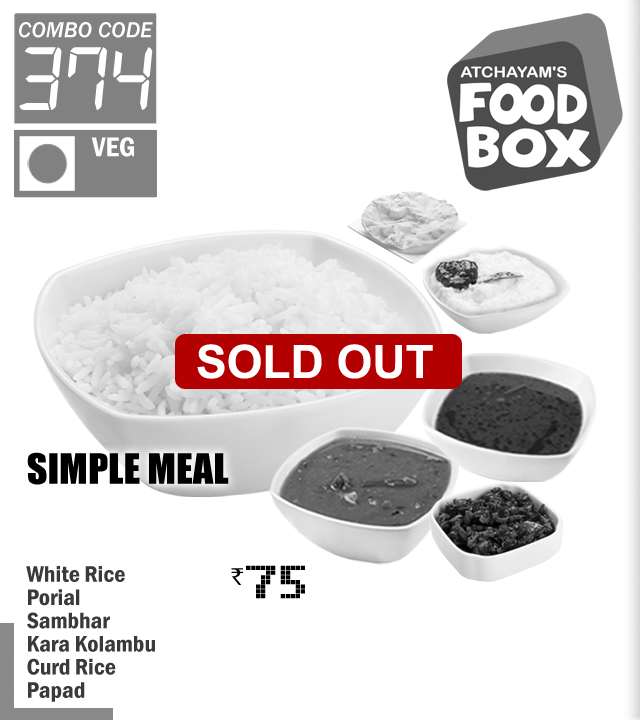 COMBO CODE
374
VEG
ATCHAYAM'S
FOOD
BOX
SOLD OUT
SIMPLE MEAL
White Rice
Porial
Sambhar
Kara Kolambu
Curd Rice
Papad
₹75